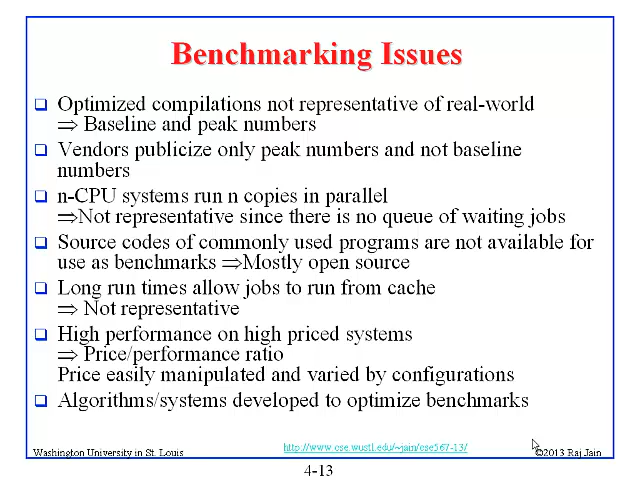 Benchmarking Issues
❑ Optimized compilations not representative of real-world
⇒ Baseline and peak numbers
❑ Vendors publicize only peak numbers and not baseline
numbers
❑ n-CPU systems run n copies in parallel
⇒Not representative since there is no queue of waiting jobs
❑ Source codes of commonly used programs are not available for
use as benchmarks ⇒Mostly open source
❑ Long run times allow jobs to run from cache
⇒ Not representative
❑ High performance on high priced systems
⇒ Price/performance ratio
Price easily manipulated and varied by configurations
❑ Algorithms/systems developed to optimize benchmarks
Washington University in St. Louis
http://www.cse.wustl.edu/~jain/cse567-13/
©2013 Raj Jain
4-13